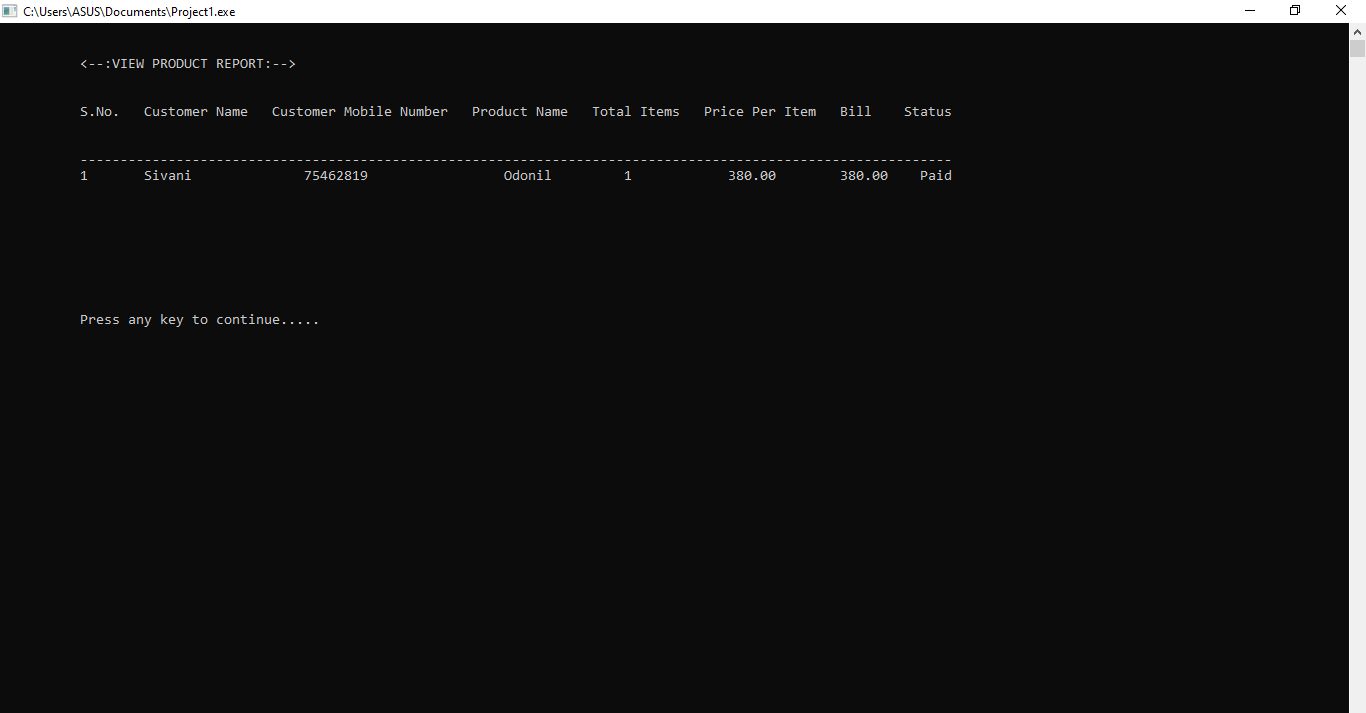 C:\Users\ASUS\Documents\Project1.exe
<--:VIEW PRODUCT REPORT:-->
S.No. Customer Name Customer Mobile Number Product Name Total Items Price Per Item Bill Status
-------------------------------------------------------------------------------------------------------------
1 Sivani 75462819 Odonil 1 380.00 380.00 Paid
Press any key to continue.....